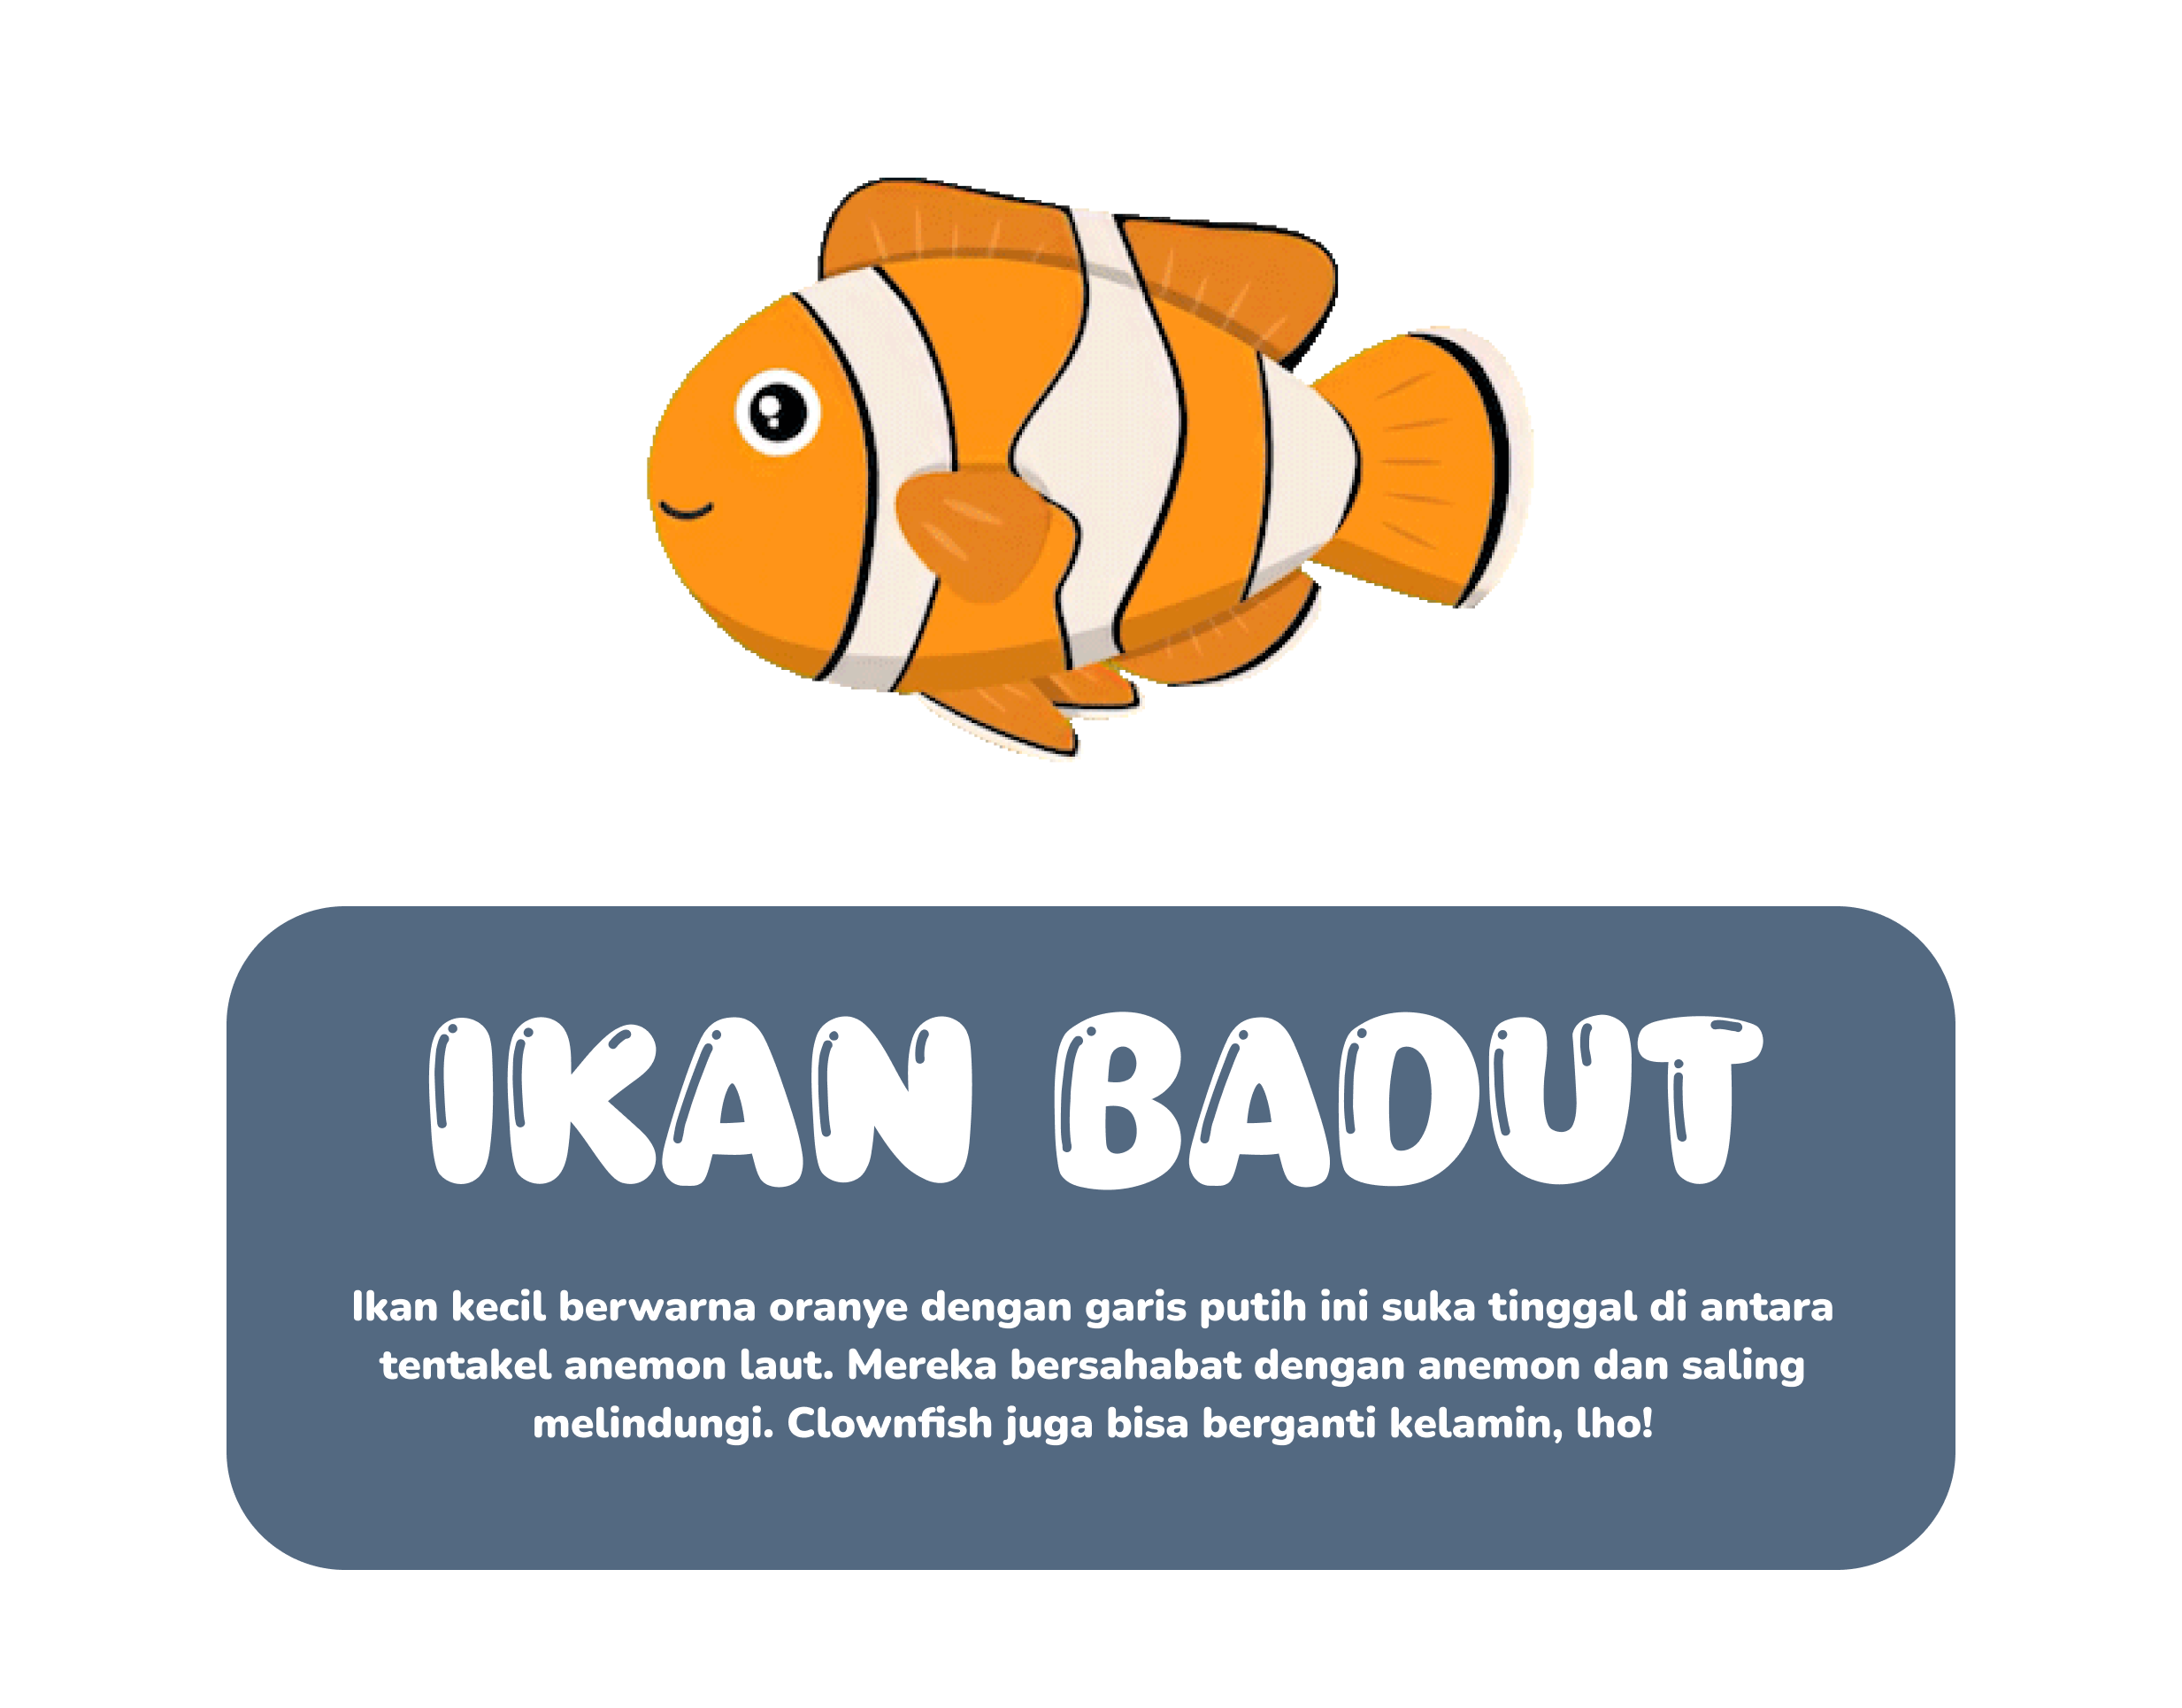 IKAN BADUT
Ikan kecil berwarna oranye dengan garis putih ini suka tinggal di antara
tentakel anemon laut. Mereka bersahabat dengan anemon dan saling
melindungi. Clownfish juga bisa berganti kelamin, lho!